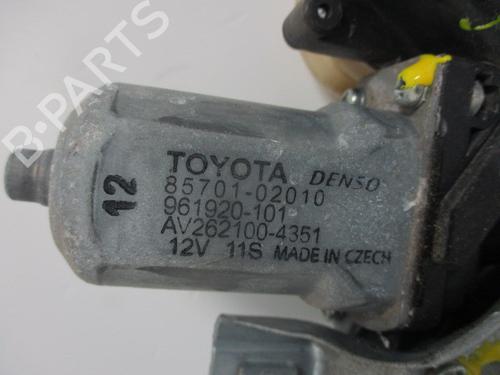 B-PARTS
12
TOYOTA DENSO
85701-02010
961920-101
AV262100-4351
12V 11S MADE IN CZECH